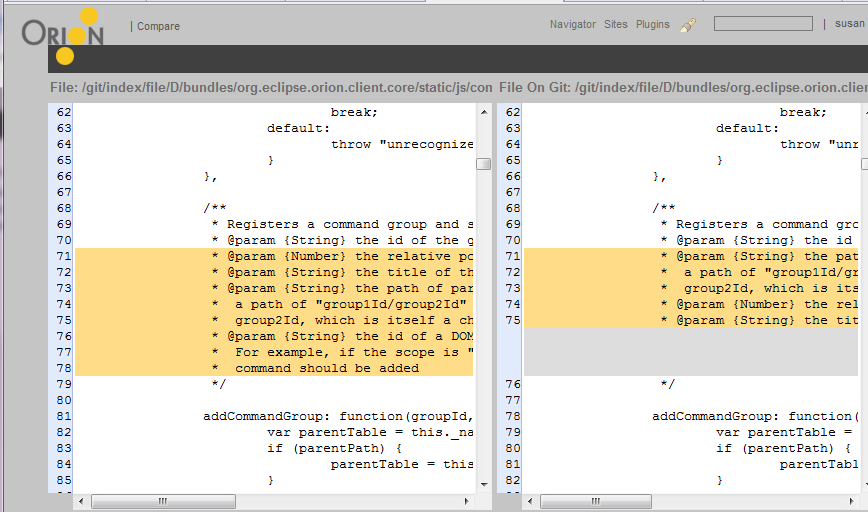 ORION | Compare Navigator Sites Plugins | susan
File: /git/index/file/D/bundles/org.eclipse.orion.client.core/static/js/con File On Git: /git/index/file/D/bundles/org.eclipse.orion.clier
62 break;
63 default:
64 throw "unrecognize
65 }
66 },
67
68 /**
69 * Registers a command group and s
70 * @param {String} the id of the g
71 * @param {Number} the relative po
72 * @param {String} the title of th
73 * @param {String} the path of par
74 * a path of "group1Id/group2Id"
75 * group2Id, which is itself a ch
76 * @param {String} the id of a DOM
77 * For example, if the scope is "
78 * command should be added
79 */
80
81 addCommandGroup: function(groupId,
82 var parentTable = this._na
83 if (parentPath) {
84 parentTable = this
85 }
62 break;
63 default:
64 throw "unr
65 }
66 },
67
68 /**
69 * Registers a command grc
70 * @param {String} the id
71 * @param {String} the pat
72 * a path of "group1Id/gr
73 * group2Id, which is its
74 * @param {Number} the rel
75 * @param {String} the tit
76 */
77
78 addCommandGroup: function(
79 var parentTable =
80 if (parentPath) {
81 parentTabl
82 }